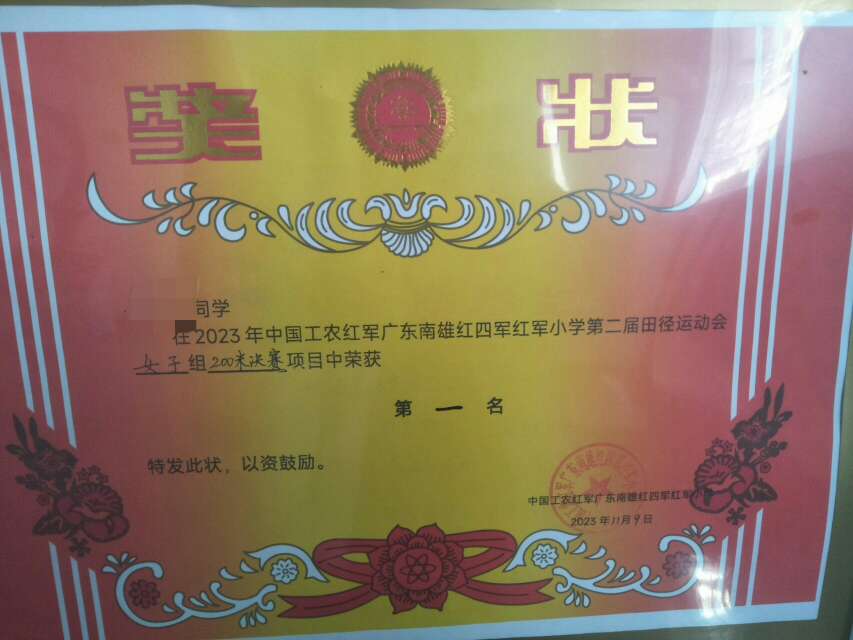 奖 状
司学
在2023年中国工农红军广东南雄红四军红军小学第二届田径运动会
女子组200米决赛项目中荣获
第 一 名
特发此状，以资鼓励。
中国工农红军广东南雄红四军红军
2023年11月9日